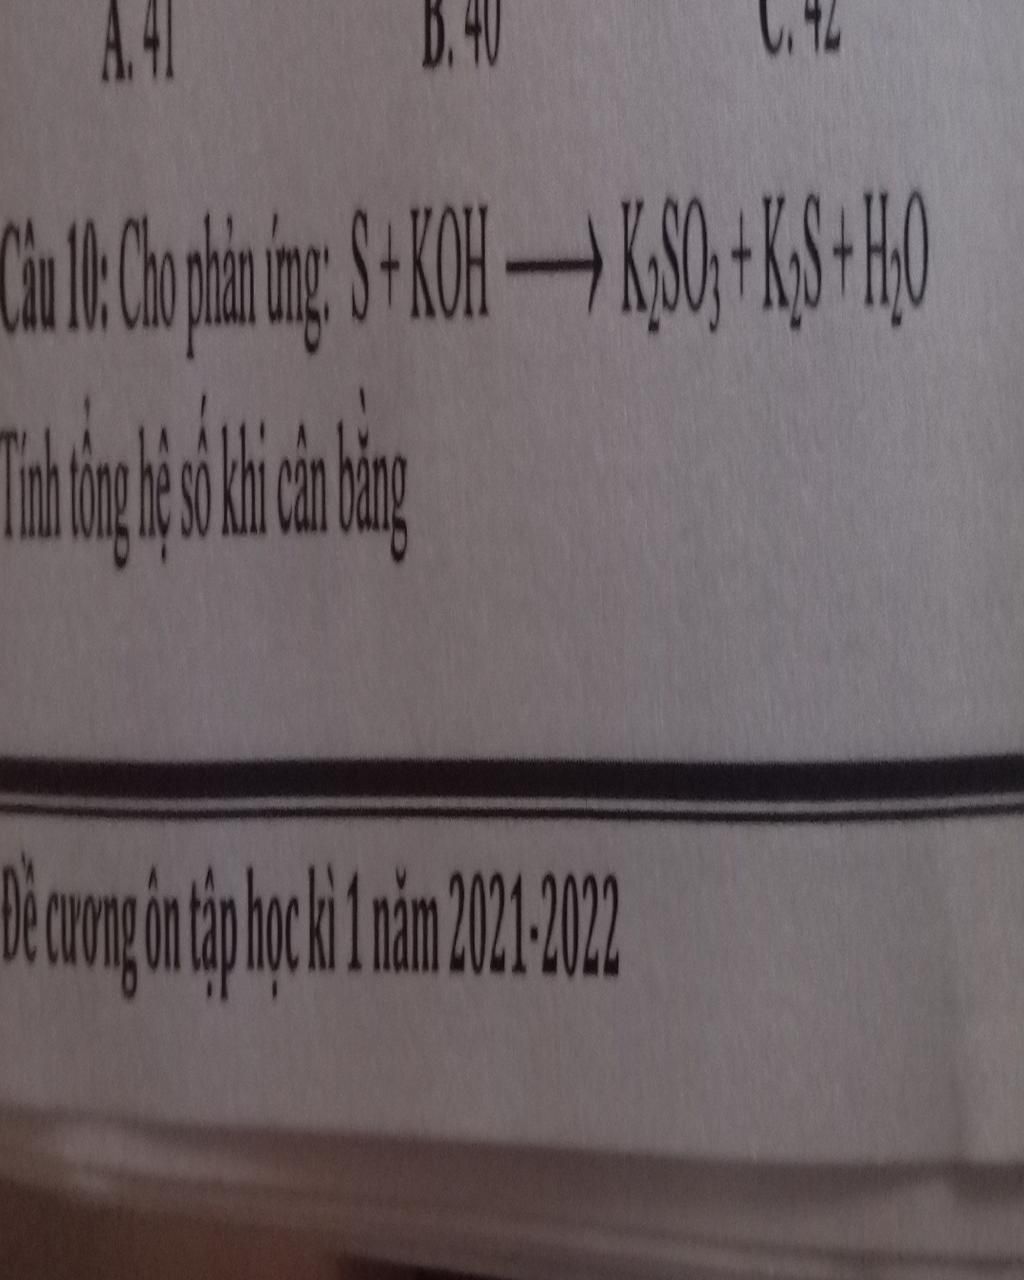 A. 41 B. 40 C. 42
Câu 10: Cho phản ứng: S + KOH ⟶ K₂SO₃ + K₂S + H₂O
Tính tổng hệ số khi cân bằng
Đề cương ôn tập học kì 1 năm 2021-2022